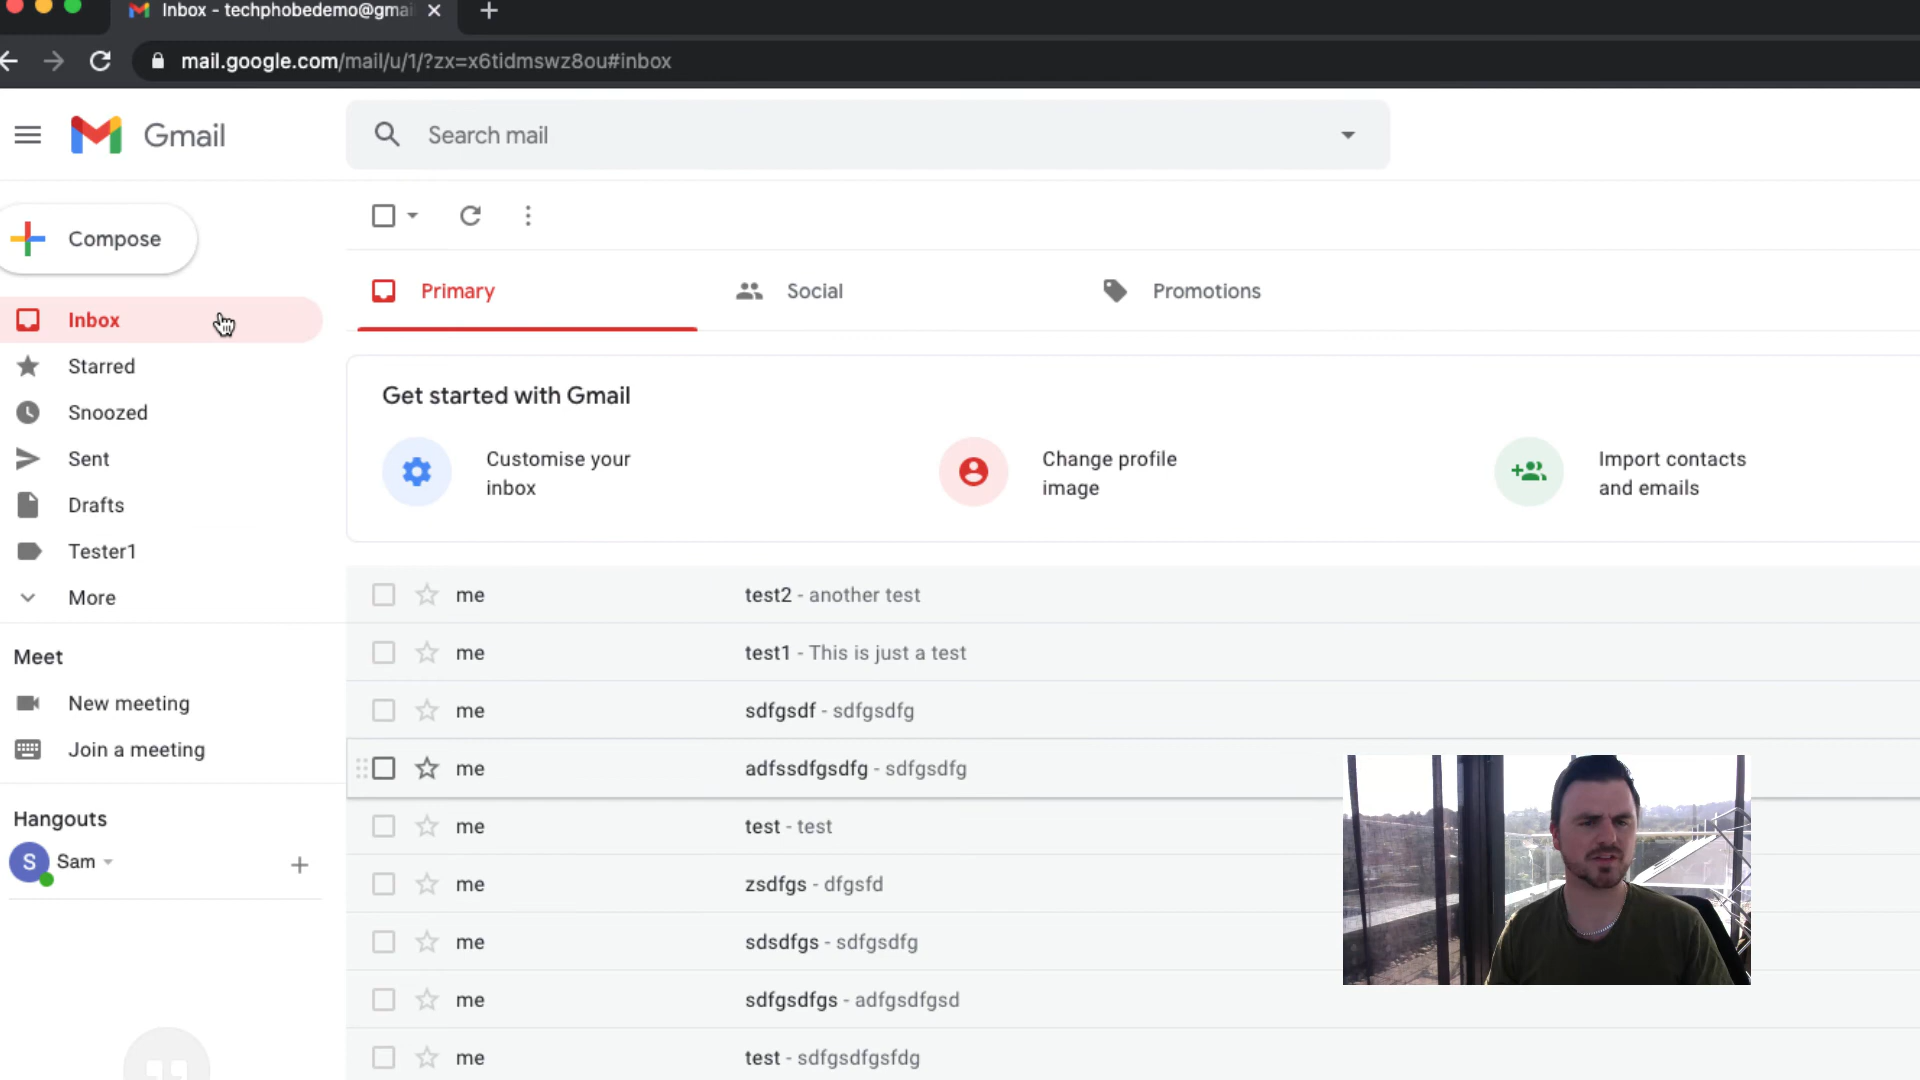 Inbox - techphobedemo@gmai
mail.google.com/mail/u/1/?zx=x6tidmswz8ou#inbox
Gmail
Search mail
Compose
Primary
Social
Promotions
Inbox
Starred
Snoozed
Sent
Drafts
Tester1
More
Meet
New meeting
Join a meeting
Hangouts
S
Sam
Get started with Gmail
Customise your
inbox
Change profile
image
Import contacts
and emails
me test2 - another test
me test1 - This is just a test
me sdfgsdf - sdfgsdfg
me adfssdfgsdfg - sdfgsdfg
me test - test
me zsdfgs - dfgsfd
me sdsdfgs - sdfgsdfg
me sdfgsdfgs - adfgsdfgsd
me test - sdfgsdfgsfdg